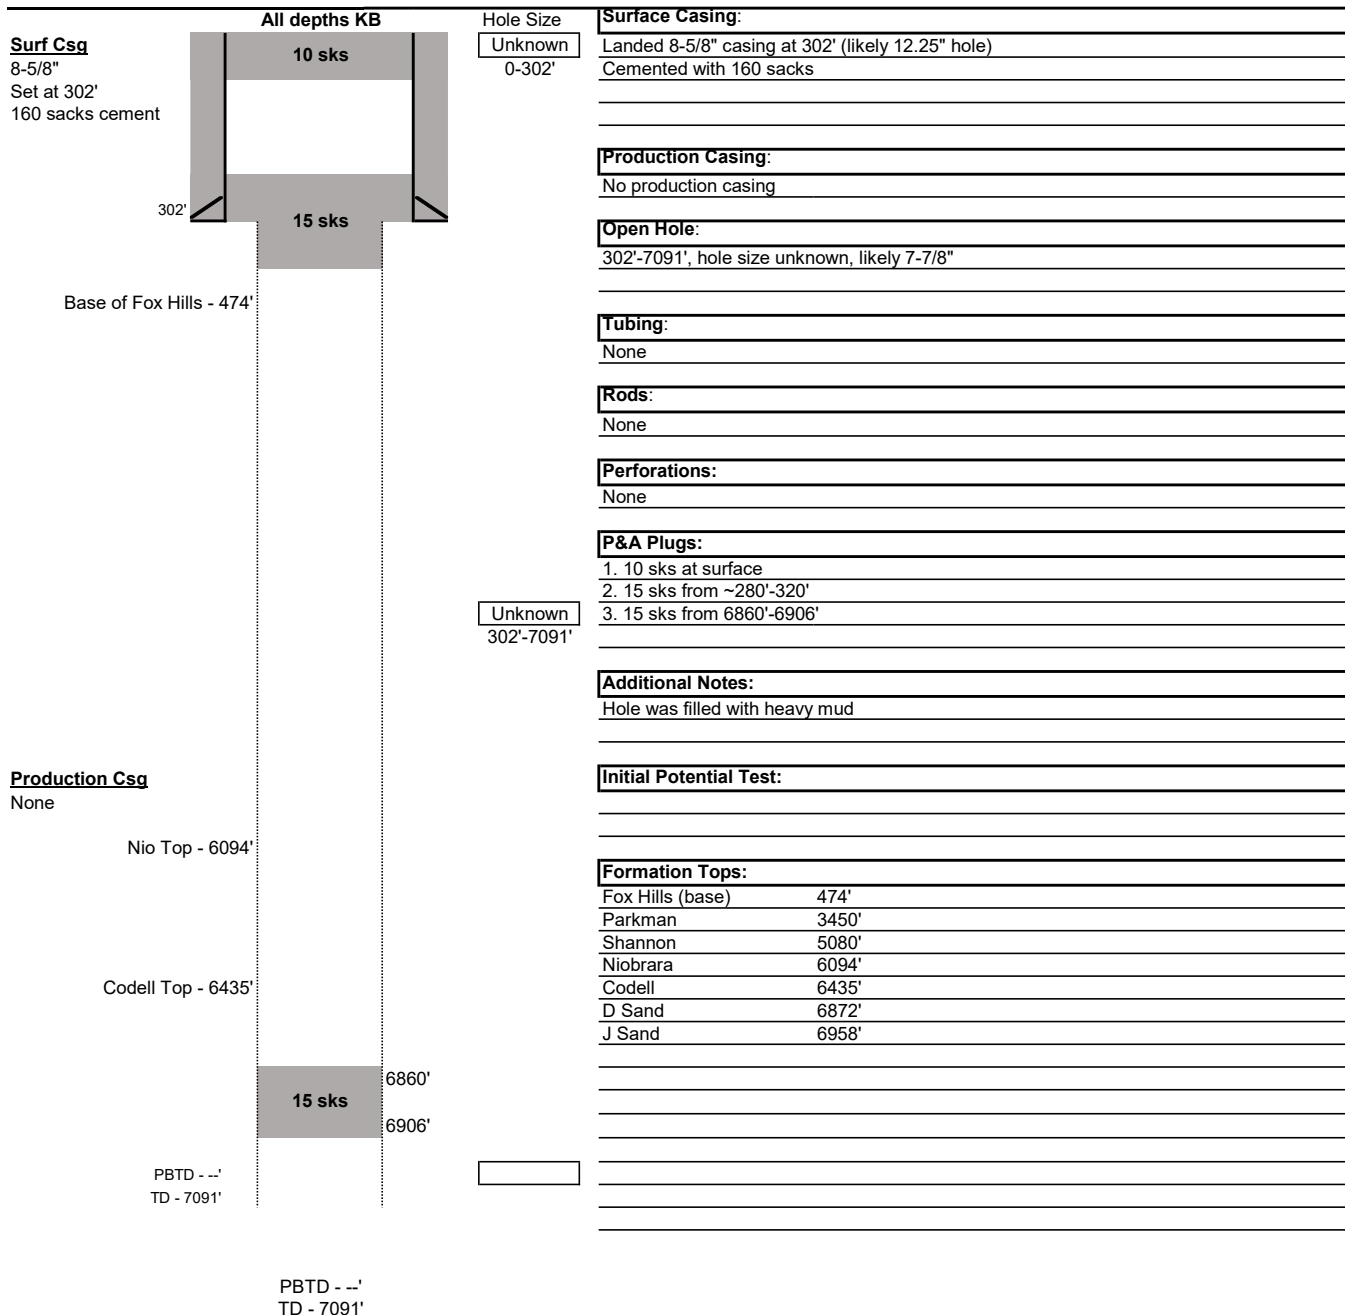 All depths KB
Surf Csg
8-5/8"
Set at 302'
160 sacks cement
10 sks
302'
15 sks
Base of Fox Hills - 474'
Production Csg
None
Nio Top - 6094'
Codell Top - 6435'
6860'
15 sks
6906'
PBTD - --'
TD - 7091'
PBTD - --'
TD - 7091'
Hole Size
Unknown
0-302'
Unknown
302'-7091'
Surface Casing:
Landed 8-5/8" casing at 302' (likely 12.25" hole)
Cemented with 160 sacks
Production Casing:
No production casing
Open Hole:
302'-7091', hole size unknown, likely 7-7/8"
Tubing:
None
Rods:
None
Perforations:
None
P&A Plugs:
1. 10 sks at surface
2. 15 sks from ~280'-320'
3. 15 sks from 6860'-6906'
Additional Notes:
Hole was filled with heavy mud
Initial Potential Test:
Formation Tops:
Fox Hills (base) 474'
Parkman 3450'
Shannon 5080'
Niobrara 6094'
Codell 6435'
D Sand 6872'
J Sand 6958'